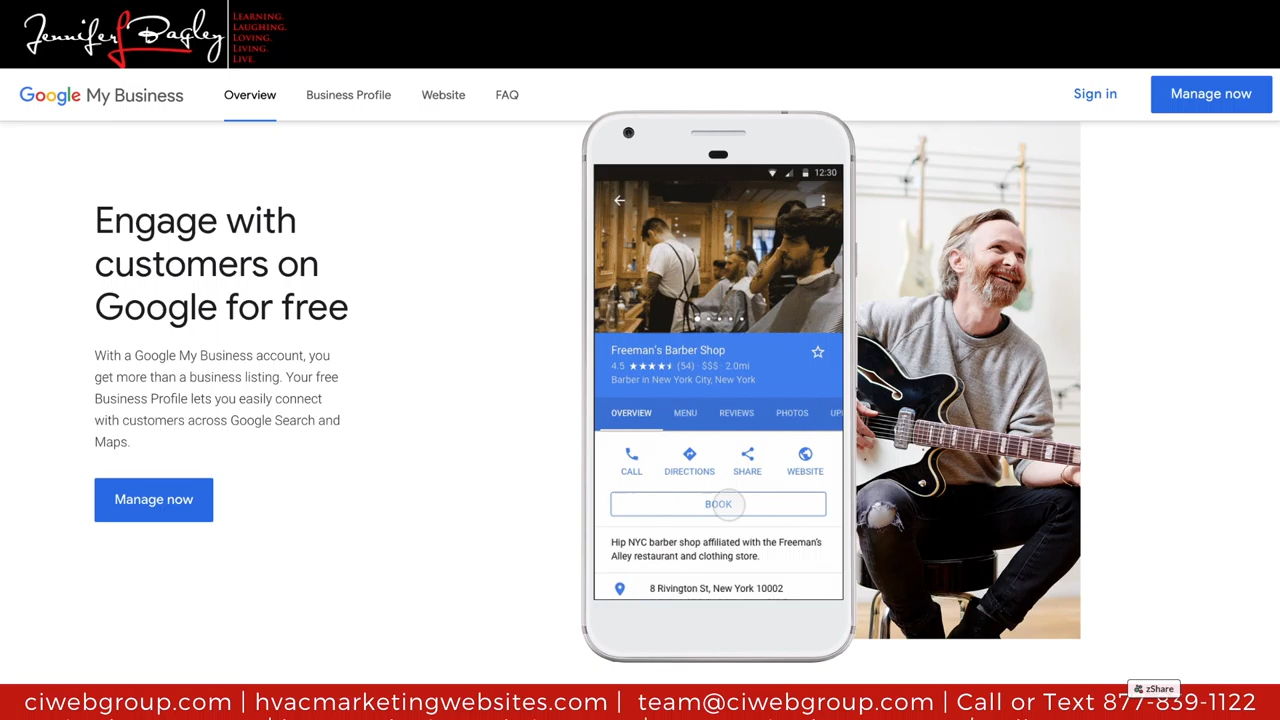 Jennifer Bagley
LEARNING.
LAUGHING.
LOVING.
LIVING.
LIVE.
Google My Business
Overview
Business Profile
Website
FAQ
Sign in
Manage now
Engage with
customers on
Google for free
With a Google My Business account, you
get more than a business listing. Your free
Business Profile lets you easily connect
with customers across Google Search and
Maps.
Manage now
12:30
Freeman's Barber Shop
4.5 ★★★★★ (54) · $$$ · 2.0mi
Barber in New York City, New York
OVERVIEW MENU REVIEWS PHOTOS UP
CALL DIRECTIONS SHARE WEBSITE
BOOK
Hip NYC barber shop affiliated with the Freeman's
Alley restaurant and clothing store.
8 Rivington St, New York 10002
zShare
ciwebgroup.com | hvacmarketingwebsites.com | team@ciwebgroup.com | Call or Text 877-839-1122